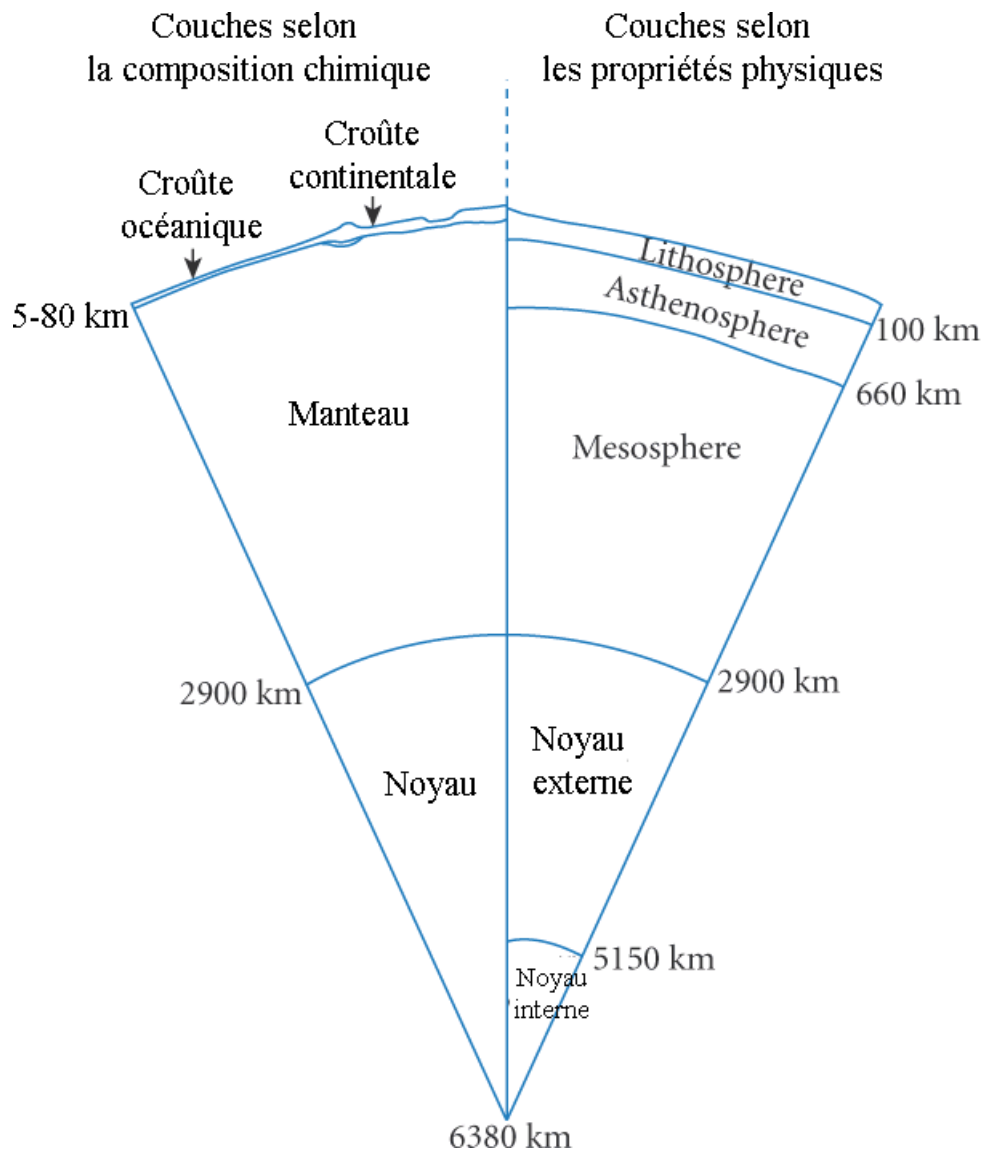 Couches selon
la composition chimique
Couches selon
les propriétés physiques
Croûte
continentale
Croûte
océanique
5-80 km
Lithosphere
Asthenosphere
100 km
660 km
Manteau
Mesosphere
2900 km
2900 km
Noyau
Noyau
externe
5150 km
Noyau
interne
6380 km